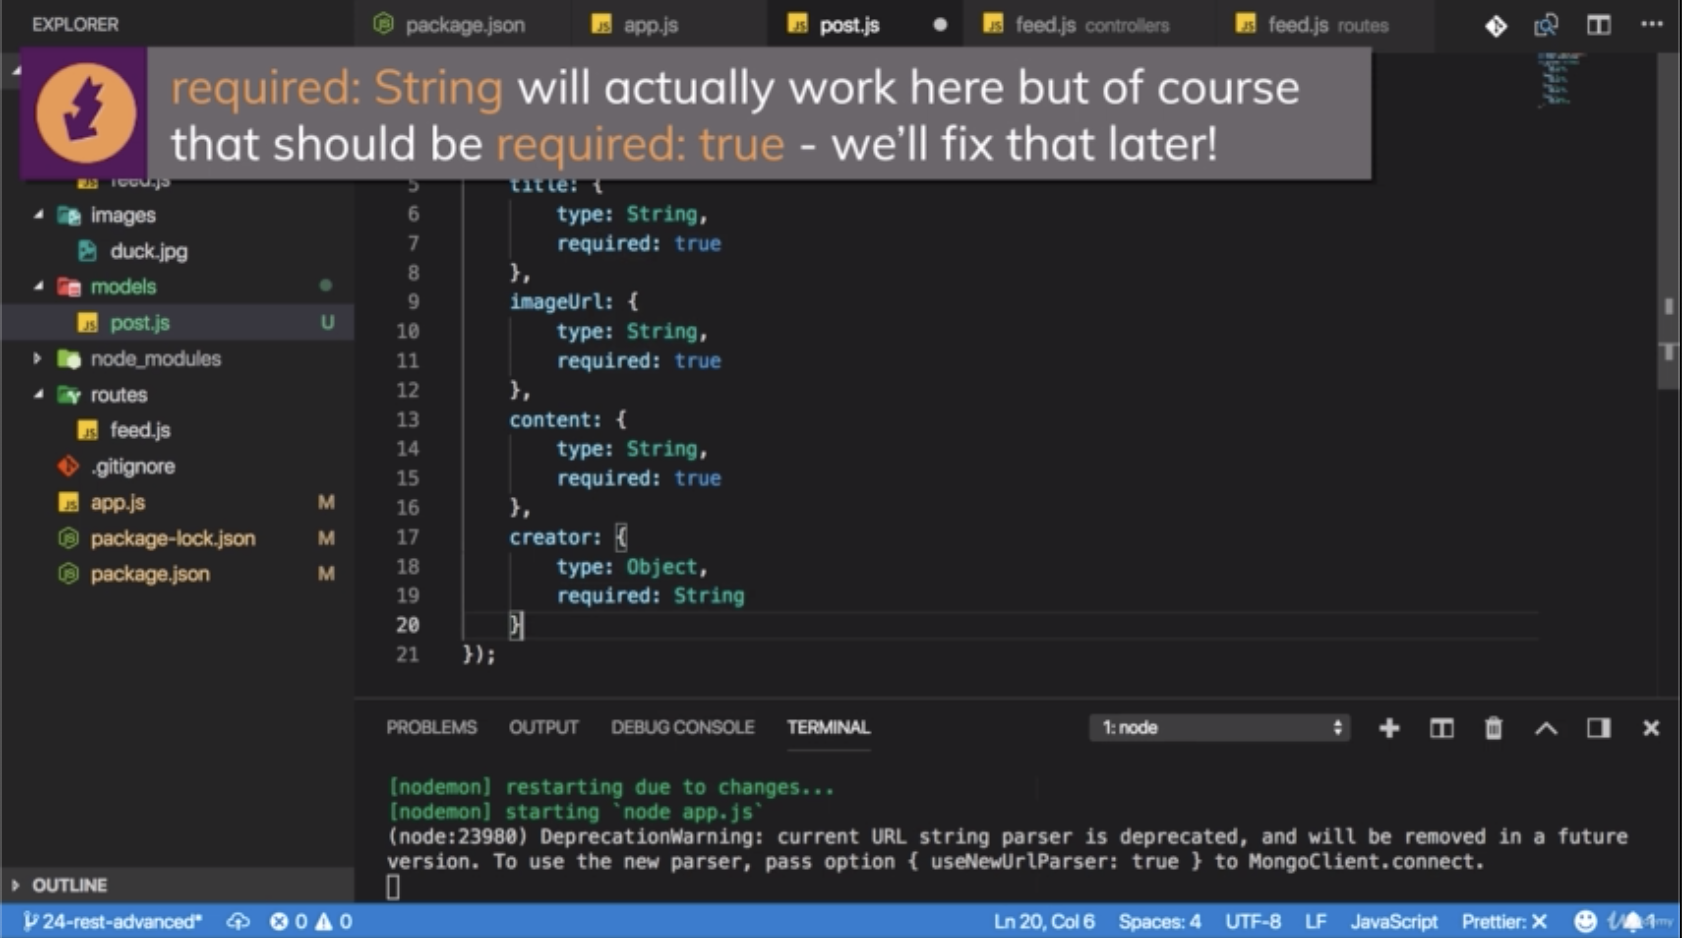 EXPLORER
package.json
app.js
post.js
feed.js controllers
feed.js routes
required: String will actually work here but of course
that should be required: true - we'll fix that later!
feed.js
images
duck.jpg
models
post.js U
node_modules
routes
feed.js
.gitignore
app.js M
package-lock.json M
package.json M
OUTLINE
5 title: {
6 type: String,
7 required: true
8 },
9 imageUrl: {
10 type: String,
11 required: true
12 },
13 content: {
14 type: String,
15 required: true
16 },
17 creator: {
18 type: Object,
19 required: String
20 }
21 });
PROBLEMS OUTPUT DEBUG CONSOLE TERMINAL 1: node
[nodemon] restarting due to changes...
[nodemon] starting `node app.js`
(node:23980) DeprecationWarning: current URL string parser is deprecated, and will be removed in a future
version. To use the new parser, pass option { useNewUrlParser: true } to MongoClient.connect.
24-rest-advanced* 0 0 Ln 20, Col 6 Spaces: 4 UTF-8 LF JavaScript Prettier: X 1